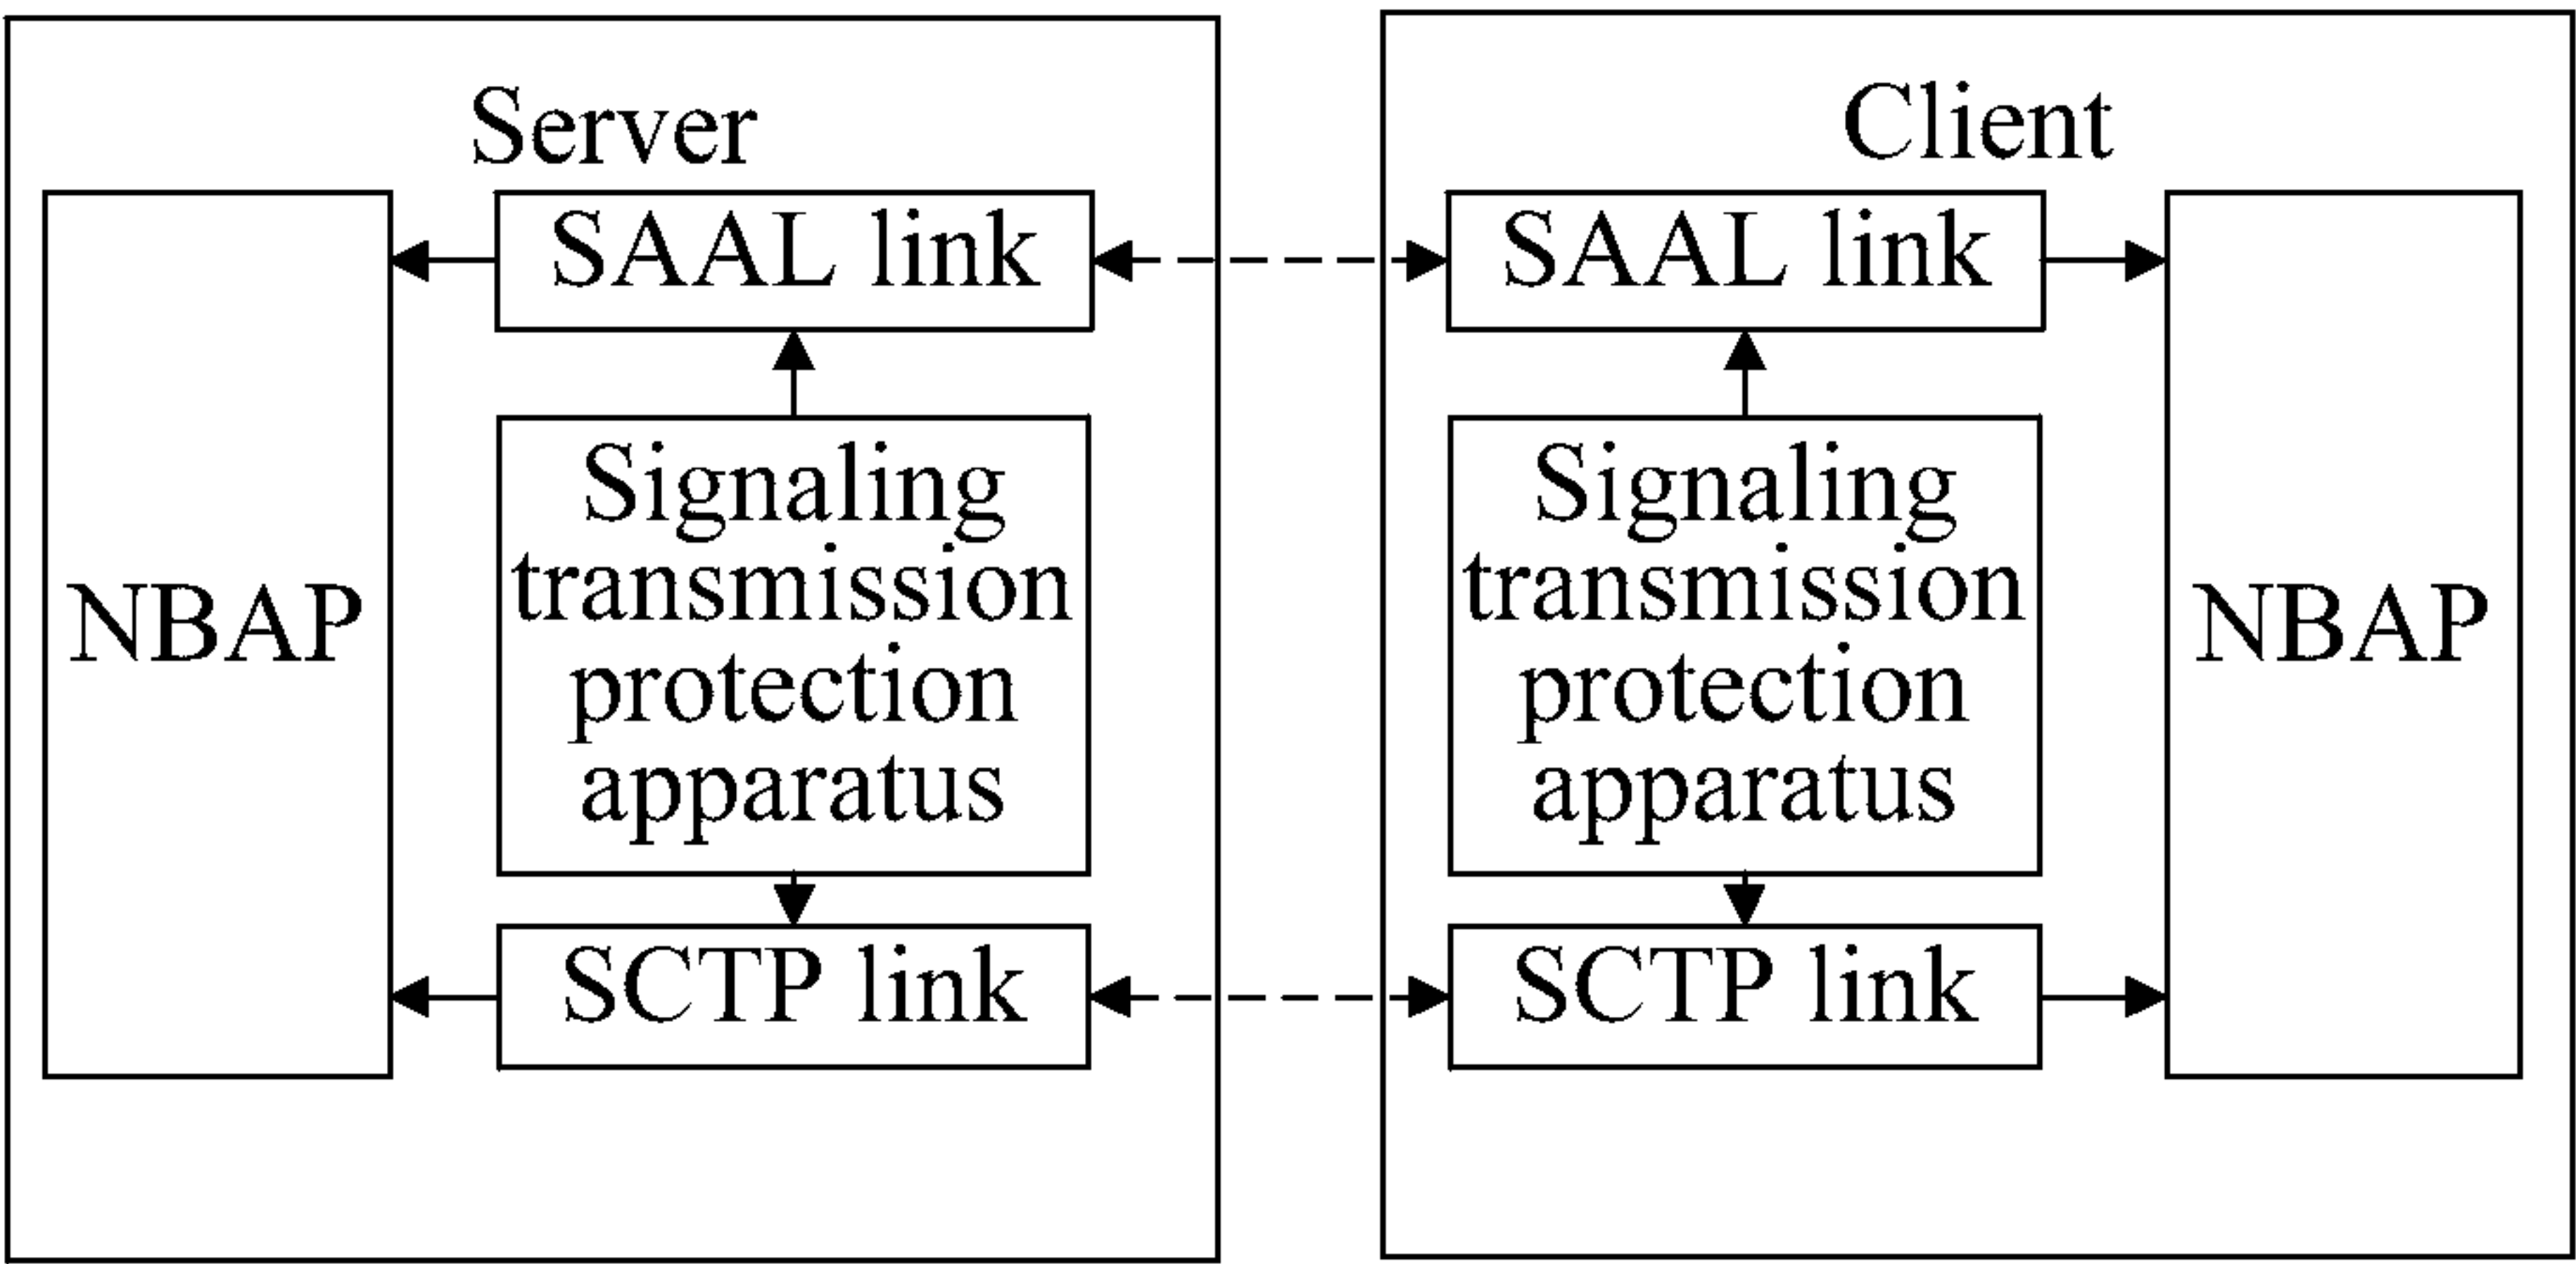 Server
SAAL link
NBAP
Signaling
transmission
protection
apparatus
SCTP link
Client
SAAL link
Signaling
transmission
protection
apparatus
NBAP
SCTP link